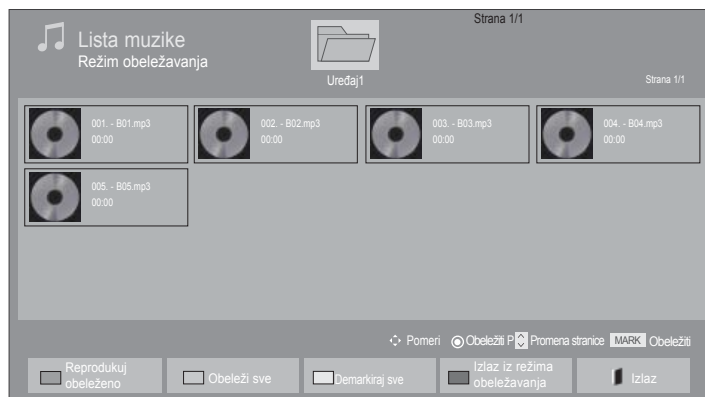 Strana 1/1
Lista muzike
Režim obeležavanja
Uređaj1
Strana 1/1
001. - B01.mp3
00:00
002. - B02.mp3
00:00
003. - B03.mp3
00:00
004. - B04.mp3
00:00
005. - B05.mp3
00:00
Pomeri Obeležiti P Promena stranice MARK Obeležiti
Reprodukuj
obeleženo
Obeleži sve
Demarkiraj sve
Izlaz iz režima
obeležavanja
Izlaz